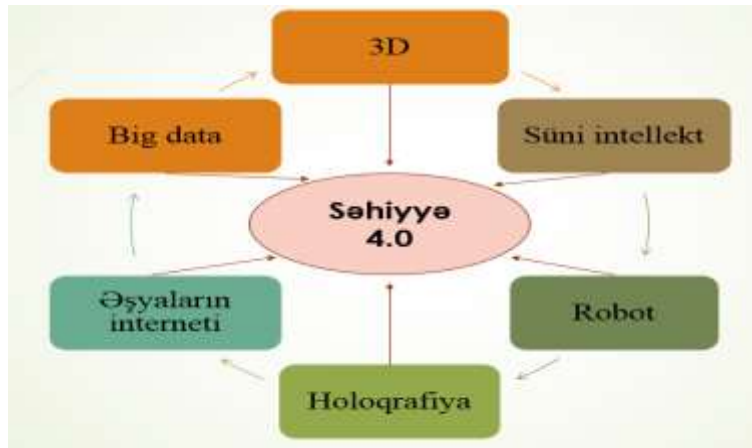 3D
Big data
Süni intellekt
Səhiyyə
4.0
Əşyaların
interneti
Robot
Holoqrafiya